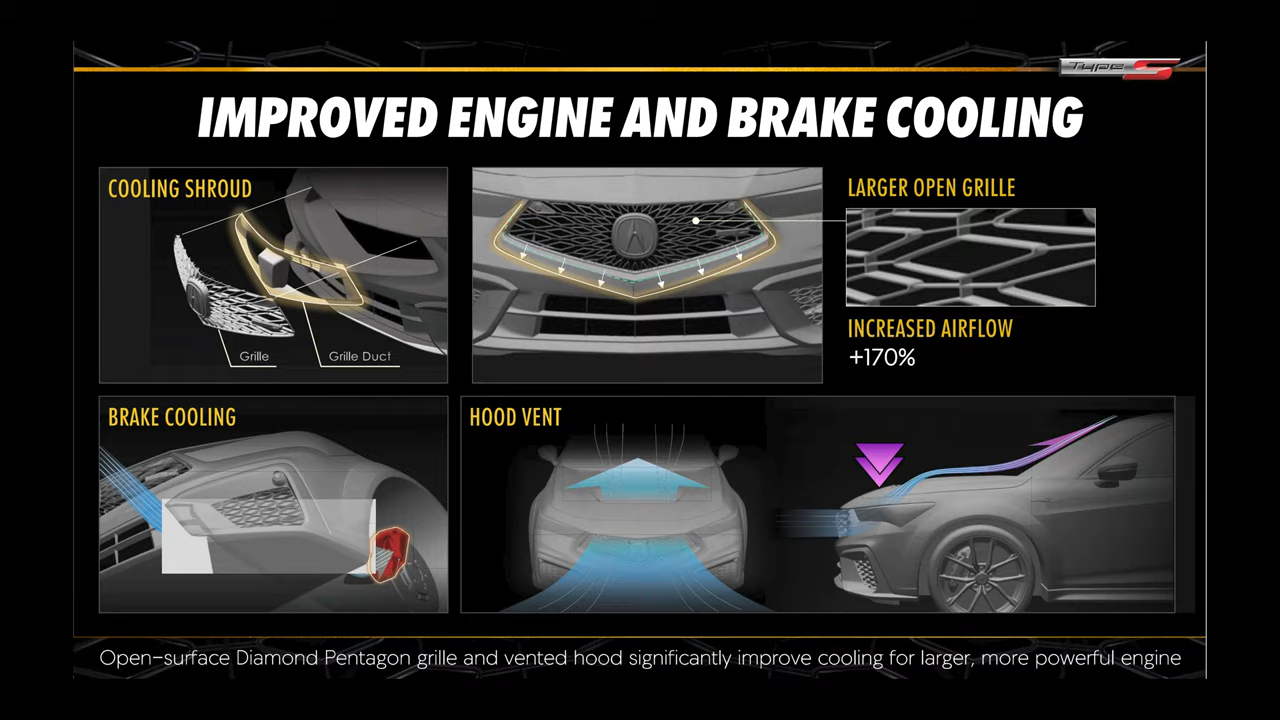 TYPE S
IMPROVED ENGINE AND BRAKE COOLING
COOLING SHROUD
Grille
Grille Duct
LARGER OPEN GRILLE
INCREASED AIRFLOW
+170%
BRAKE COOLING
HOOD VENT
Open-surface Diamond Pentagon grille and vented hood significantly improve cooling for larger, more powerful engine